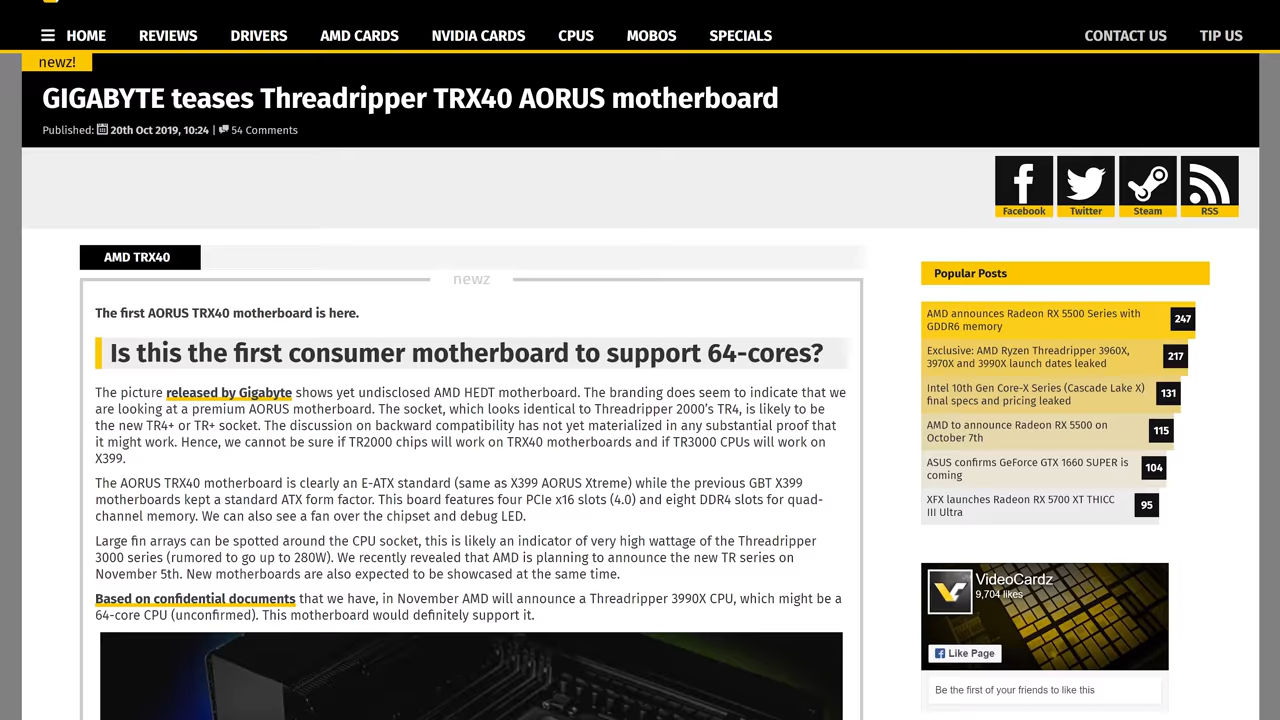 HOME REVIEWS DRIVERS AMD CARDS NVIDIA CARDS CPUS MOBOS SPECIALS CONTACT US TIP US
newz!
GIGABYTE teases Threadripper TRX40 AORUS motherboard
Published: 20th Oct 2019, 10:24 | 54 Comments
Facebook Twitter Steam RSS
AMD TRX40
newz
The first AORUS TRX40 motherboard is here.
Is this the first consumer motherboard to support 64-cores?
The picture released by Gigabyte shows yet undisclosed AMD HEDT motherboard. The branding does seem to indicate that we
are looking at a premium AORUS motherboard. The socket, which looks identical to Threadripper 2000's TR4, is likely to be
the new TR4+ or TR+ socket. The discussion on backward compatibility has not yet materialized in any substantial proof that
it might work. Hence, we cannot be sure if TR2000 chips will work on TRX40 motherboards and if TR3000 CPUs will work on
X399.
The AORUS TRX40 motherboard is clearly an E-ATX standard (same as X399 AORUS Xtreme) while the previous GBT X399
motherboards kept a standard ATX form factor. This board features four PCIe x16 slots (4.0) and eight DDR4 slots for quad-
channel memory. We can also see a fan over the chipset and debug LED.
Large fin arrays can be spotted around the CPU socket, this is likely an indicator of very high wattage of the Threadripper
3000 series (rumored to go up to 280W). We recently revealed that AMD is planning to announce the new TR series on
November 5th. New motherboards are also expected to be showcased at the same time.
Based on confidential documents that we have, in November AMD will announce a Threadripper 3990X CPU, which might be a
64-core CPU (unconfirmed). This motherboard would definitely support it.
Popular Posts
AMD announces Radeon RX 5500 Series with
GDDR6 memory
247
Exclusive: AMD Ryzen Threadripper 3960X,
3970X and 3990X launch dates leaked
217
Intel 10th Gen Core-X Series (Cascade Lake X)
final specs and pricing leaked
131
AMD to announce Radeon RX 5500 on
October 7th
115
ASUS confirms GeForce GTX 1660 SUPER is
coming
104
XFX launches Radeon RX 5700 XT THICC
III Ultra
95
VideoCardz
9,704 likes
Like Page
Be the first of your friends to like this